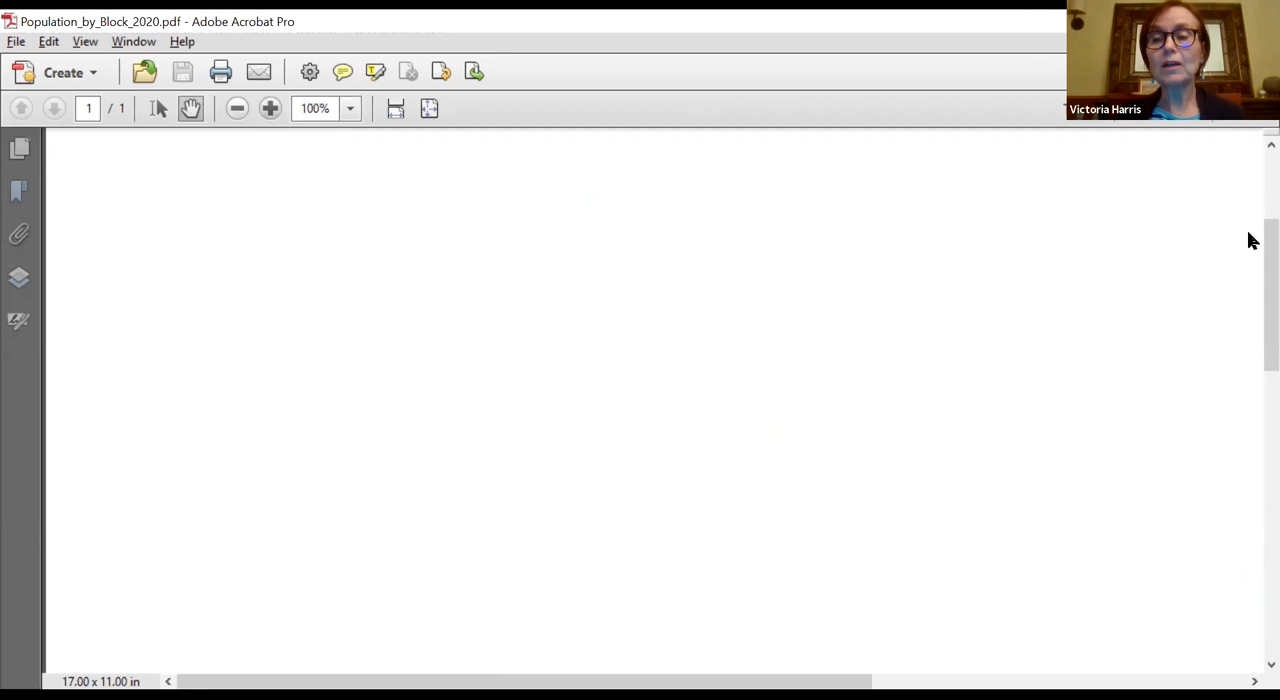 Population_by_Block_2020.pdf - Adobe Acrobat Pro
File Edit View Window Help
Create
1 / 1 100%
Victoria Harris
17.00 x 11.00 in